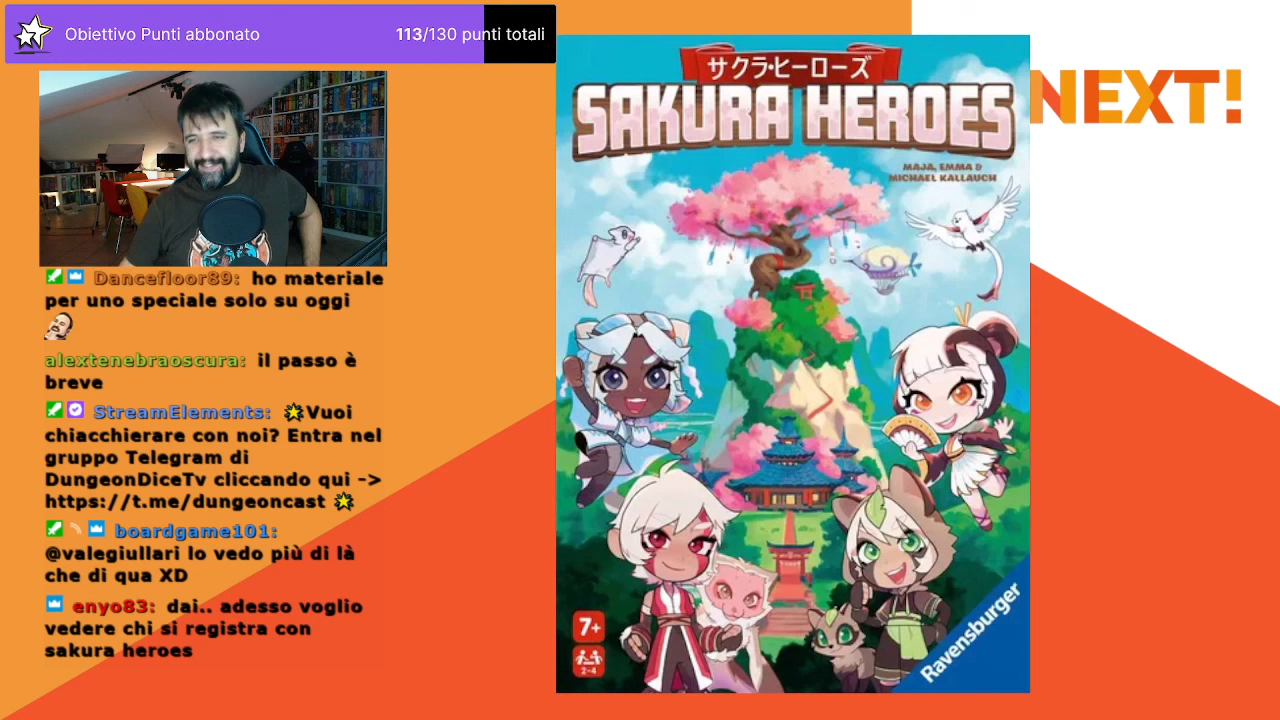 Obiettivo Punti abbonato
113/130 punti totali
Dancefloor89: ho materiale
per uno speciale solo su oggi
alextenebraoscura: il passo è
breve
StreamElements: Vuoi
chiacchierare con noi? Entra nel
gruppo Telegram di
DungeonDiceTv cliccando qui ->
https://t.me/dungeoncast
boardgame101:
@valegiullari lo vedo più di là
che di qua XD
enyo83: dai.. adesso voglio
vedere chi si registra con
sakura heroes
サクラ・ヒーローズ
SAKURA HEROES
MAJA, EMMA &
MICHAEL KALLAUCH
7+
2-4
Ravensburger
NEXT!